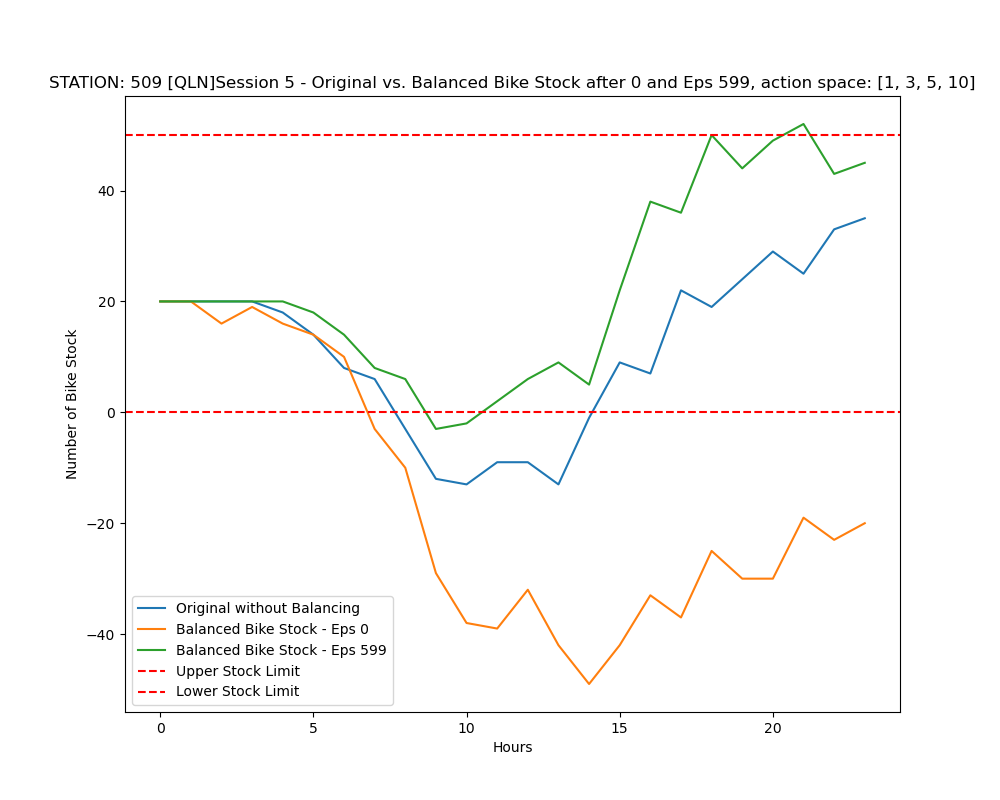 STATION: 509 [QLN]Session 5 - Original vs. Balanced Bike Stock after 0 and Eps 599, action space: [1, 3, 5, 10]
Number of Bike Stock
40
20
0
−20
−40
Original without Balancing
Balanced Bike Stock - Eps 0
Balanced Bike Stock - Eps 599
Upper Stock Limit
Lower Stock Limit
0 5 10 15 20
Hours